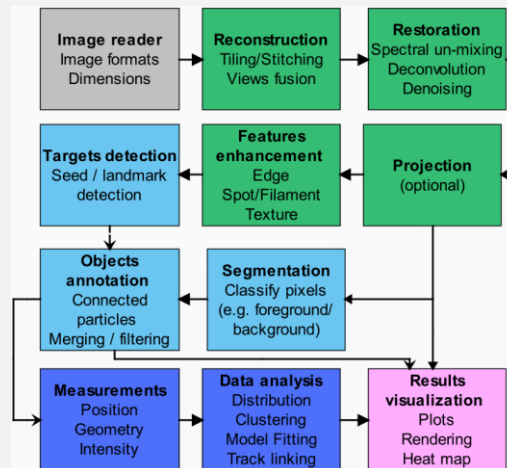 Image reader
Image formats
Dimensions
Reconstruction
Tiling/Stitching
Views fusion
Restoration
Spectral un-mixing
Deconvolution
Denoising
Targets detection
Seed / landmark
detection
Features
enhancement
Edge
Spot/Filament
Texture
Projection
(optional)
Objects
annotation
Connected
particles
Merging / filtering
Segmentation
Classify pixels
(e.g. foreground/
background)
Measurements
Position
Geometry
Intensity
Data analysis
Distribution
Clustering
Model Fitting
Track linking
Results
visualization
Plots
Rendering
Heat map